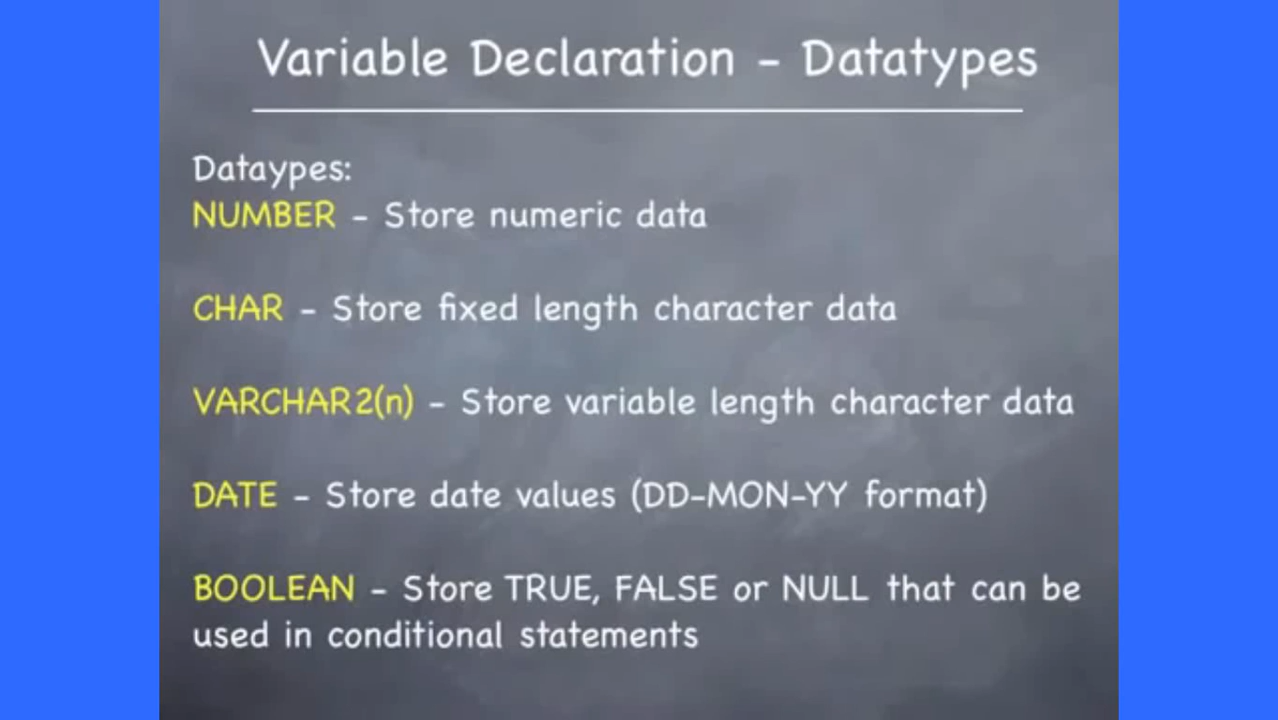 Variable Declaration - Datatypes
Dataypes:
NUMBER - Store numeric data
CHAR - Store fixed length character data
VARCHAR2(n) - Store variable length character data
DATE - Store date values (DD-MON-YY format)
BOOLEAN - Store TRUE, FALSE or NULL that can be
used in conditional statements